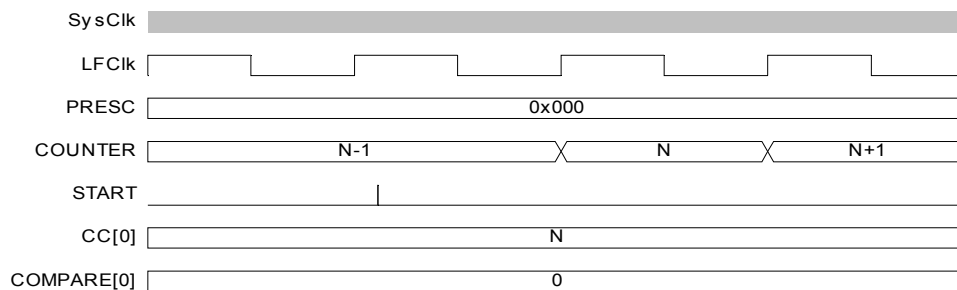 SysClk
LFClk
PRESC 0x000
COUNTER N-1 N N+1
START
CC[0] N
COMPARE[0] 0